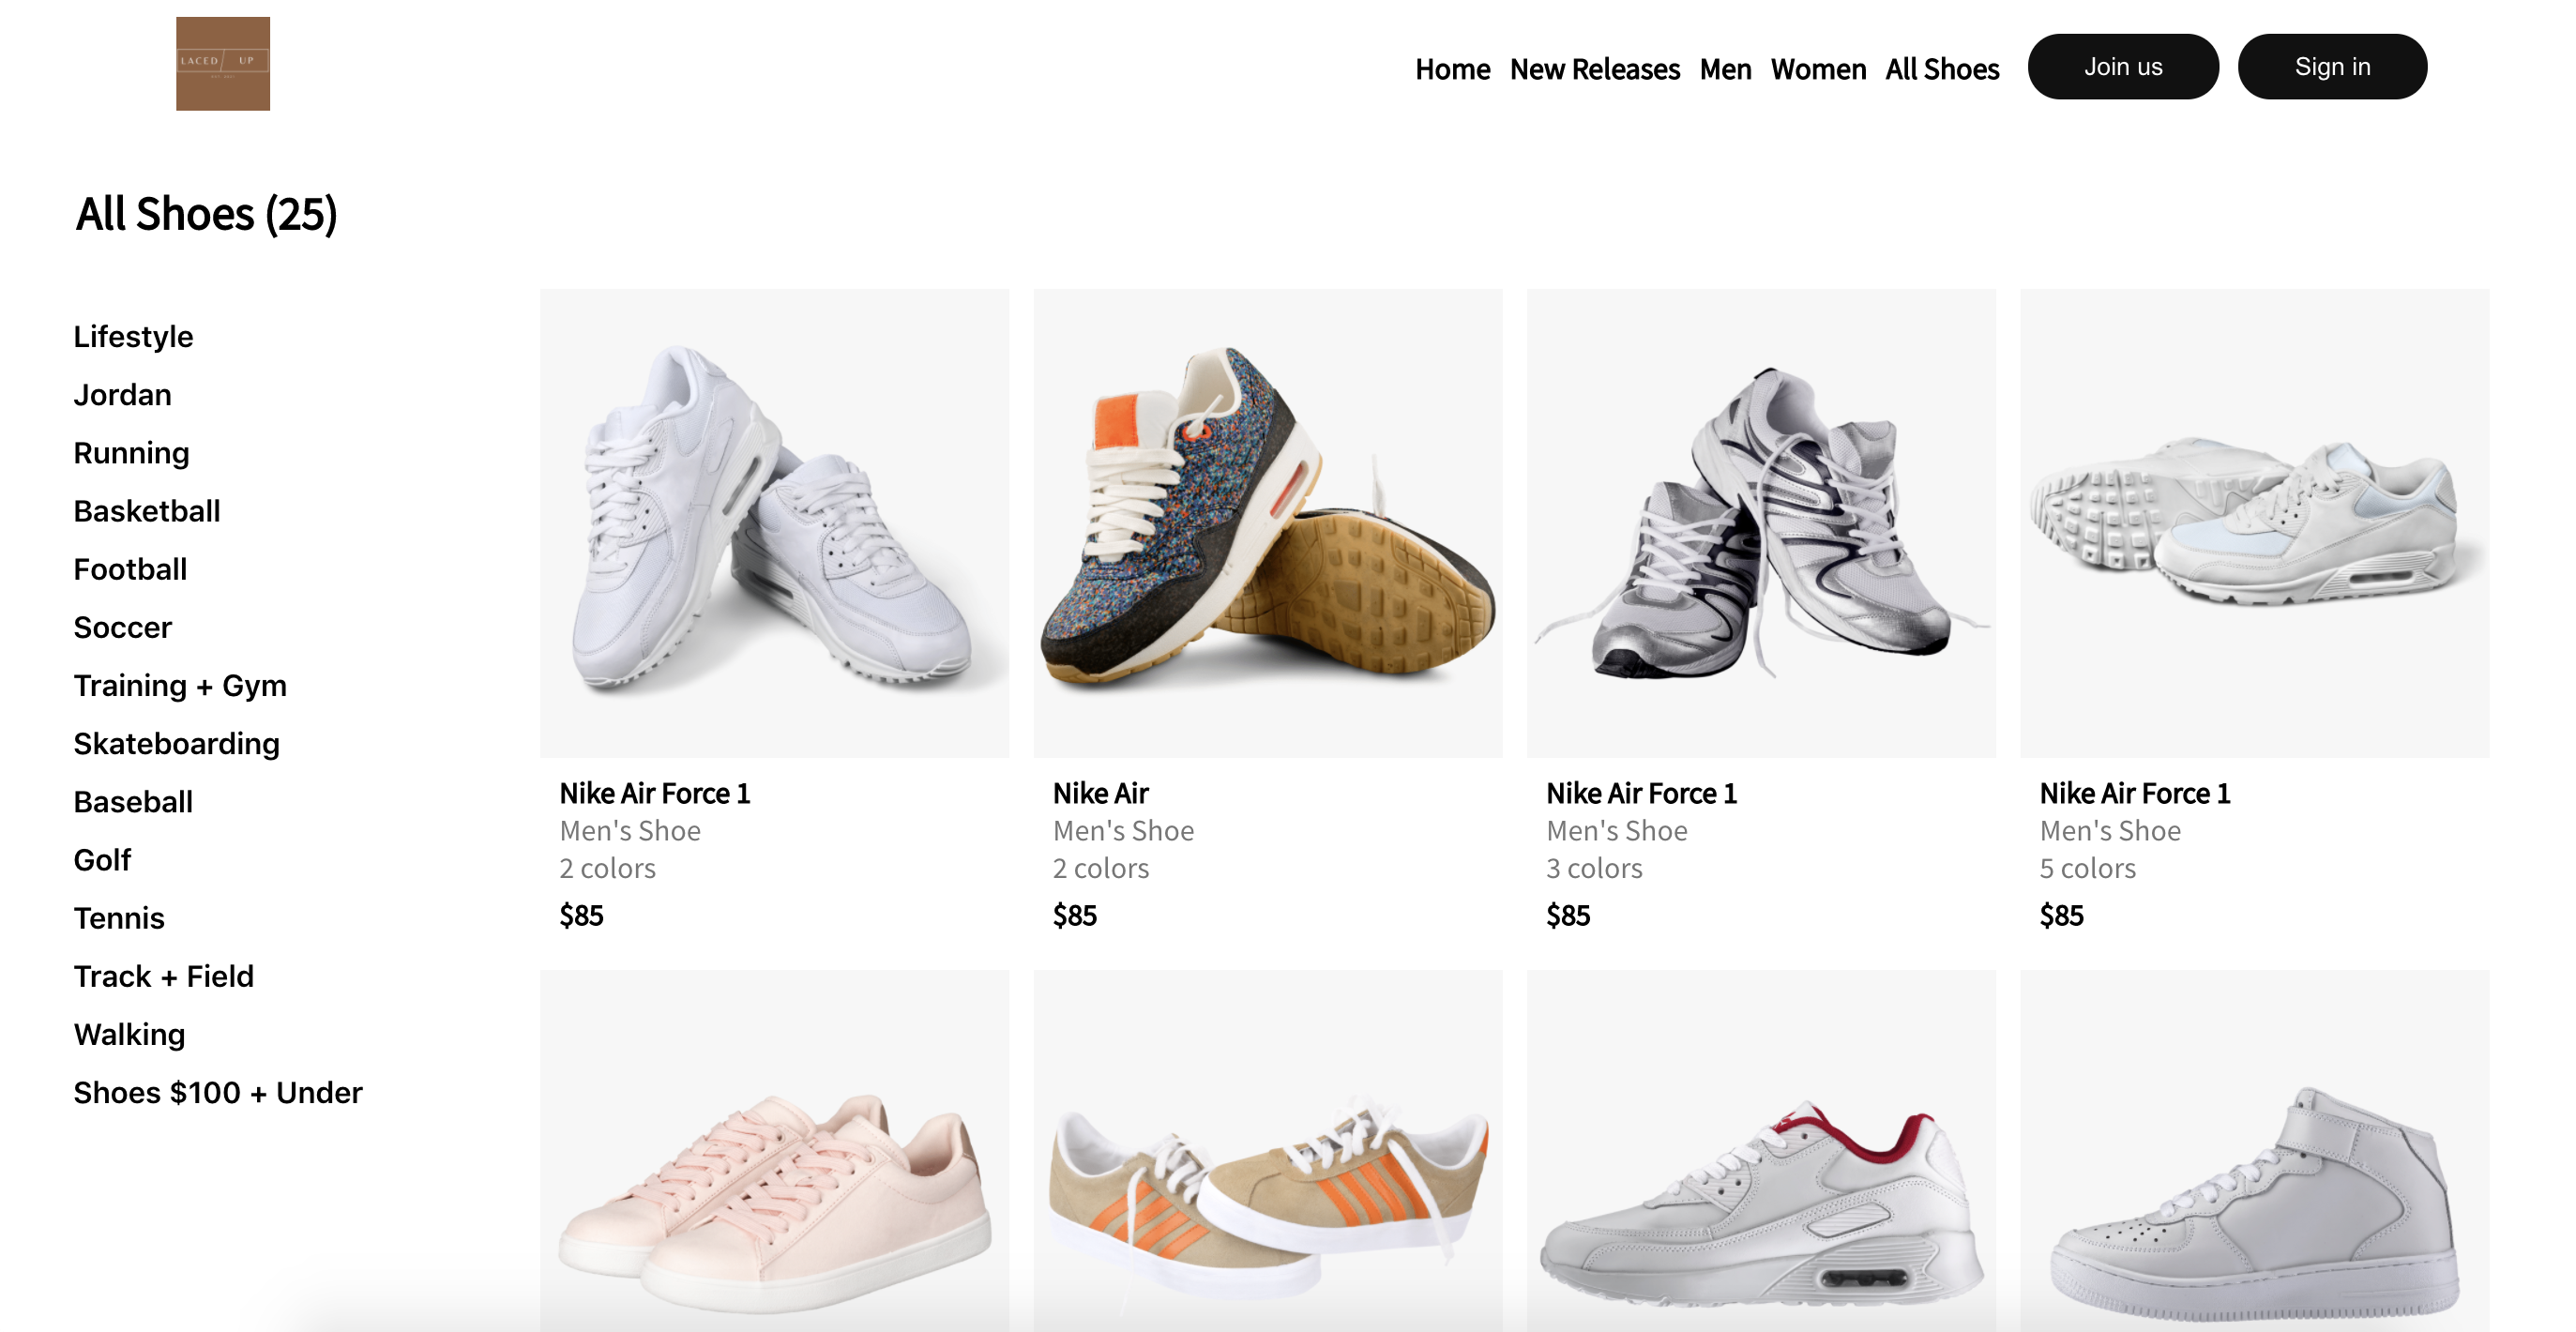 LACED UP
Home New Releases Men Women All Shoes Join us Sign in
All Shoes (25)
Lifestyle
Jordan
Running
Basketball
Football
Soccer
Training + Gym
Skateboarding
Baseball
Golf
Tennis
Track + Field
Walking
Shoes $100 + Under
Nike Air Force 1
Men's Shoe
2 colors
$85
Nike Air
Men's Shoe
2 colors
$85
Nike Air Force 1
Men's Shoe
3 colors
$85
Nike Air Force 1
Men's Shoe
5 colors
$85